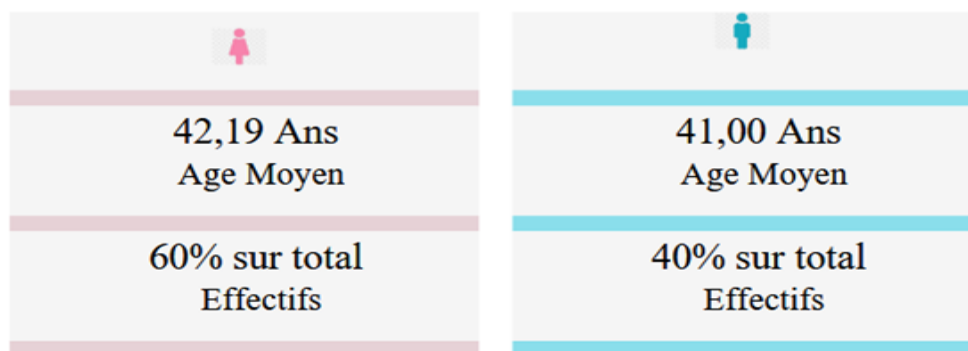 42,19 Ans
Age Moyen
60% sur total
Effectifs
41,00 Ans
Age Moyen
40% sur total
Effectifs